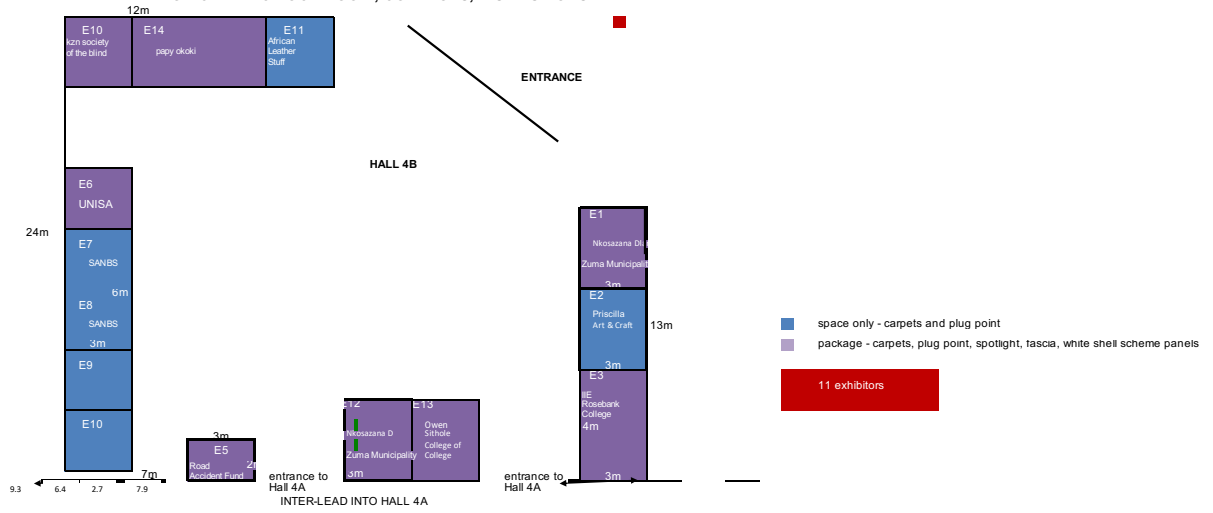 12m
E10
kzn society
of the blind
E14
papy okoki
E11
African
Leather
Stuff
ENTRANCE
HALL 4B
E6
UNISA
24m
E7
SANBS
6m
E8
SANBS
3m
E9
E10
E1
Nkosazana Dla
Zuma Municipality
3m
E2
Priscilla
Art & Craft
13m
3m
E3
IIE
Rosebank
College
4m
3m
space only - carpets and plug point
package - carpets, plug point, spotlight, fascia, white shell scheme panels
11 exhibitors
3m
E5
Road
Accident Fund
2m
7m
E12
Nkosazana D
Zuma Municipality
3m
E13
Owen
Sithole
College of
College
entrance to
Hall 4A
entrance to
Hall 4A
9.3 6.4 2.7 7.9
INTER-LEAD INTO HALL 4A